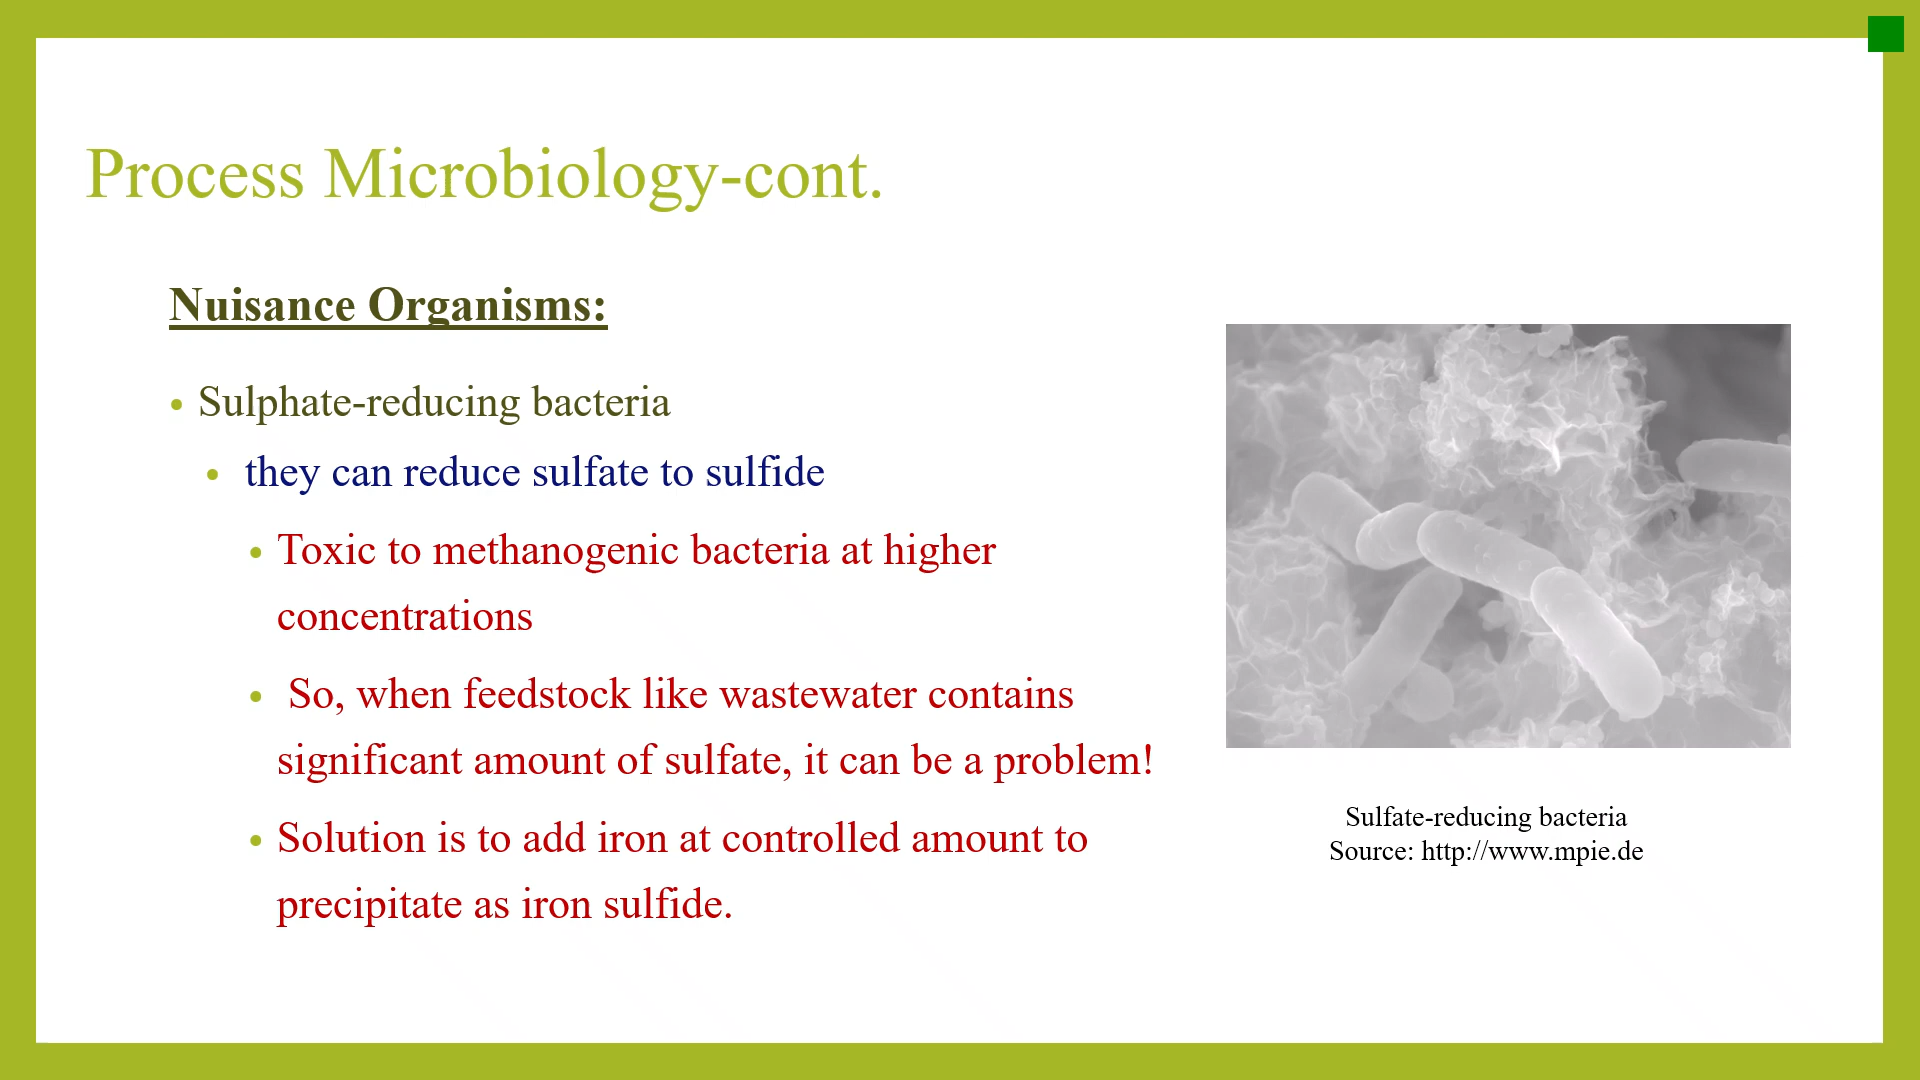 Process Microbiology-cont.
Nuisance Organisms:
• Sulphate-reducing bacteria
• they can reduce sulfate to sulfide
• Toxic to methanogenic bacteria at higher
concentrations
• So, when feedstock like wastewater contains
significant amount of sulfate, it can be a problem!
• Solution is to add iron at controlled amount to
precipitate as iron sulfide.
Sulfate-reducing bacteria
Source: http://www.mpie.de